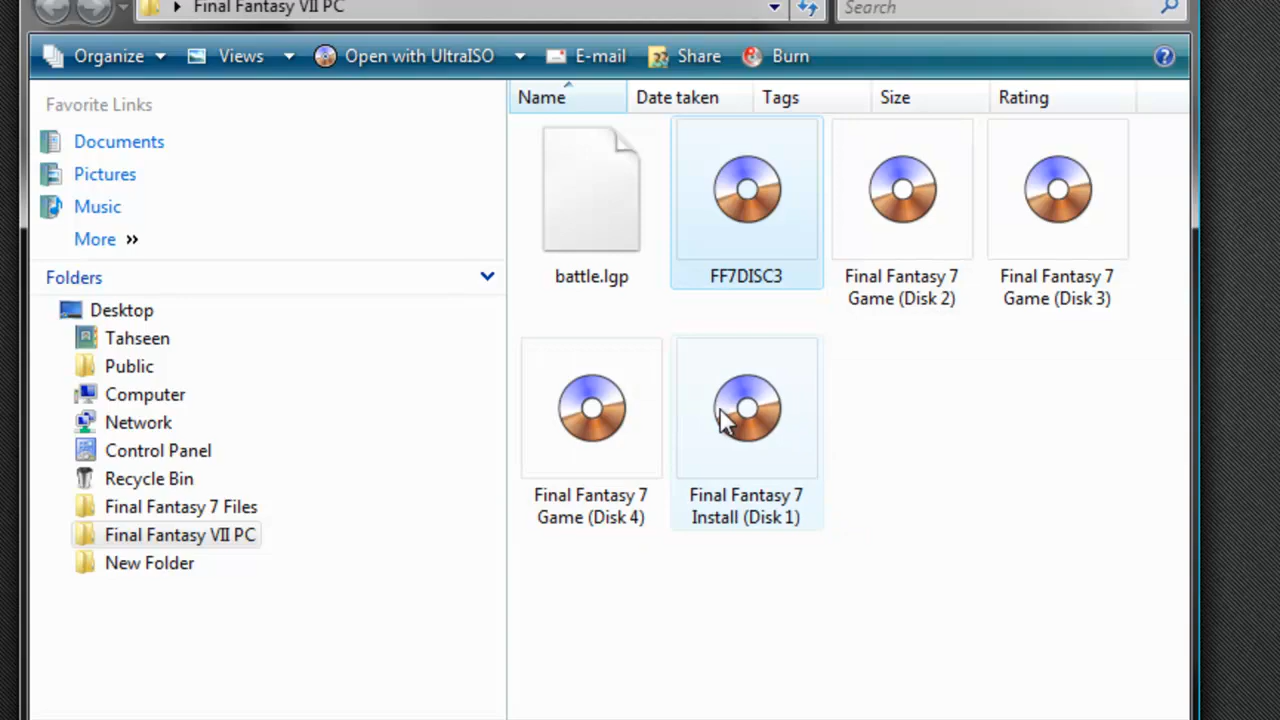 Final Fantasy VII PC
Search
Organize
Views
Open with UltraISO
E-mail
Share
Burn
?
Favorite Links
Documents
Pictures
Music
More »
Folders
Desktop
Tahseen
Public
Computer
Network
Control Panel
Recycle Bin
Final Fantasy 7 Files
Final Fantasy VII PC
New Folder
Name
Date taken
Tags
Size
Rating
battle.lgp
FF7DISC3
Final Fantasy 7
Game (Disk 2)
Final Fantasy 7
Game (Disk 3)
Final Fantasy 7
Game (Disk 4)
Final Fantasy 7
Install (Disk 1)